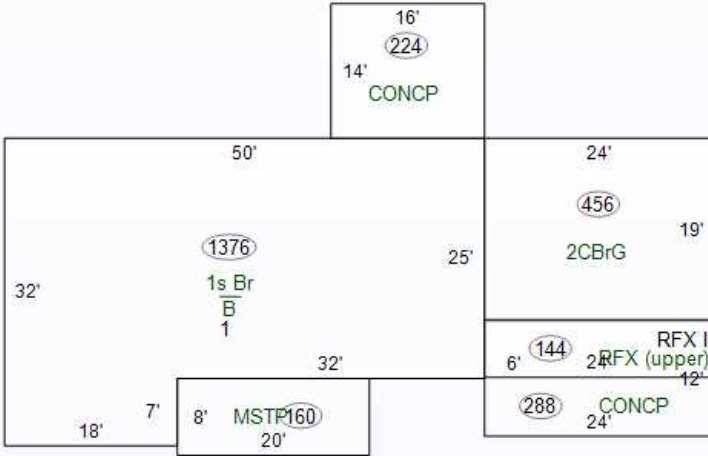 16'
224
14'
CONCP
50'
24'
456
19'
1376
25'
2CBrG
1s Br
B
1
32'
RFX I
144
RFX (upper)
6'
24'
12'
32'
288
CONCP
24'
7'
8'
MSTP
160
18'
20'